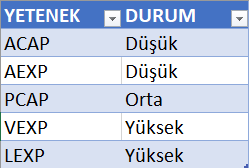 YETENEK DURUM
ACAP Düşük
AEXP Düşük
PCAP Orta
VEXP Yüksek
LEXP Yüksek